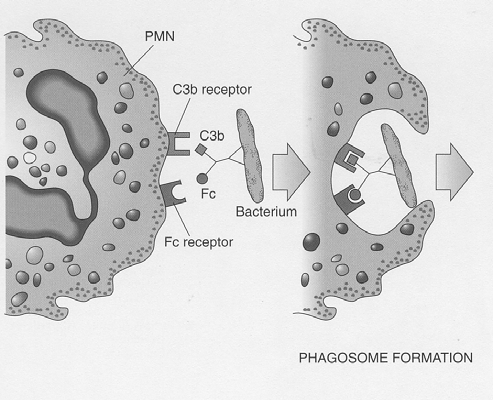 PMN
C3b receptor
C3b
Fc
Bacterium
Fc receptor
PHAGOSOME FORMATION